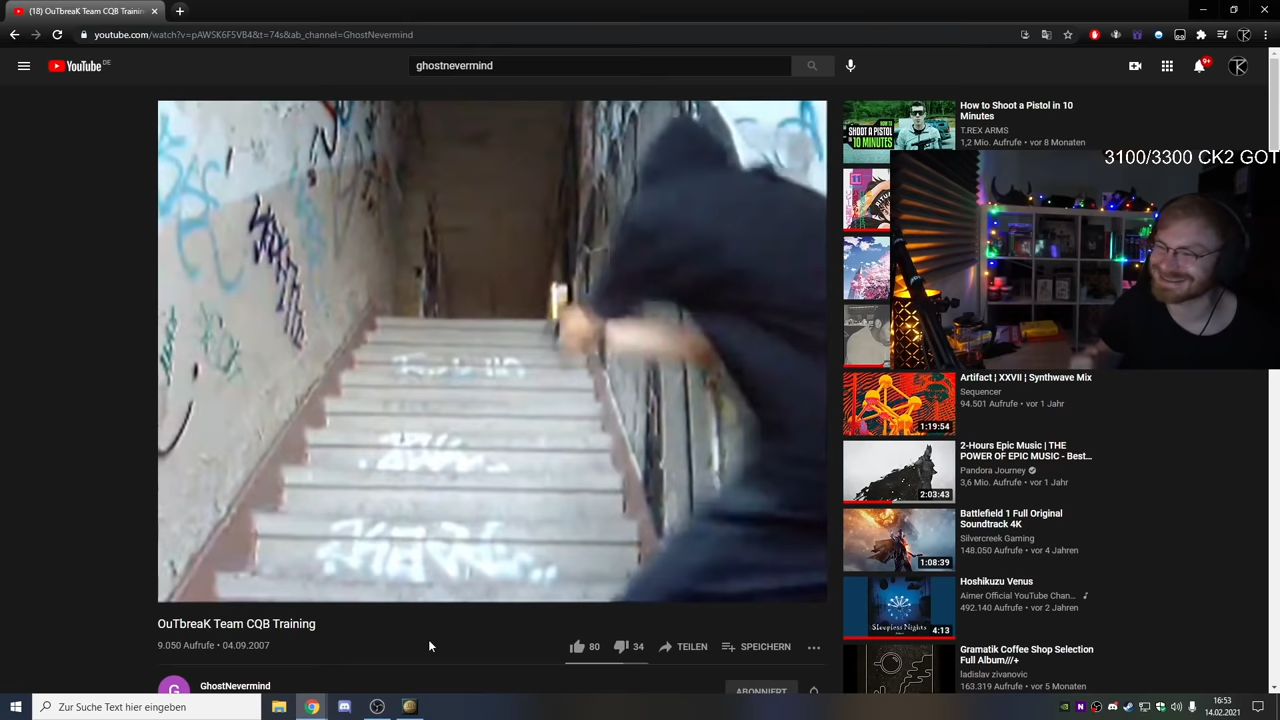 (18) OuTbreaK Team CQB Trainin
youtube.com/watch?v=pAWSK6F5VB4&t=74s&ab_channel=GhostNevermind
YouTube DE
ghostnevermind
9+
How to Shoot a Pistol in 10
Minutes
T.REX ARMS
1,2 Mio. Aufrufe • vor 8 Monaten
HOW TO
SHOOT A PISTOL
IN 10 MINUTES
3100/3300 CK2 GOT
Artifact ¦ XXVII | Synthwave Mix
Sequencer
94.501 Aufrufe • vor 1 Jahr
1:19:54
2-Hours Epic Music | THE
POWER OF EPIC MUSIC - Best...
Pandora Journey
3,6 Mio. Aufrufe • vor 1 Jahr
2:03:43
Battlefield 1 Full Original
Soundtrack 4K
Silvercreek Gaming
148.050 Aufrufe • vor 4 Jahren
1:08:39
Hoshikuzu Venus
Aimer Official YouTube Chan...
492.140 Aufrufe • vor 2 Jahren
Sleepless Nights
4:13
Gramatik Coffee Shop Selection
Full Album///+
ladislav zivanovic
163.319 Aufrufe • vor 5 Monaten
OuTbreaK Team CQB Training
9.050 Aufrufe • 04.09.2007
80
34
TEILEN
SPEICHERN
G
GhostNevermind
ABONNIERT
Zur Suche Text hier eingeben
16:53
14.02.2021